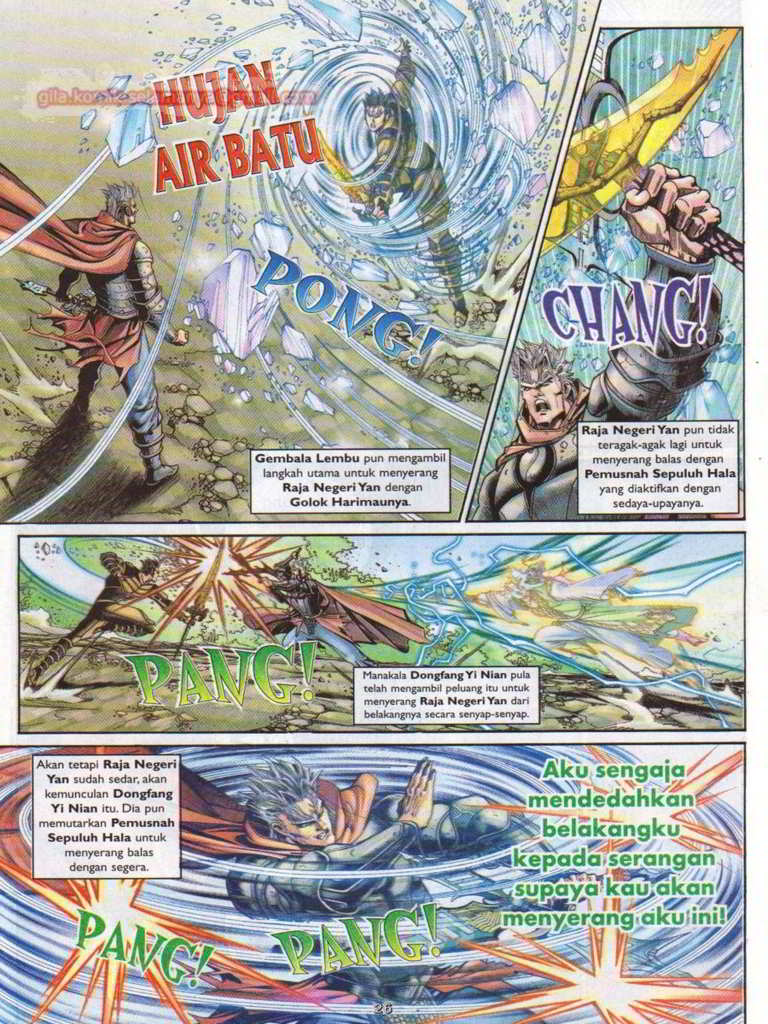 HUJAN
AIR BATU
PONG!
Gembala Lembu pun mengambil
langkah utama untuk menyerang
Raja Negeri Yan dengan
Golok Harimaunya.
CHANG!
Raja Negeri Yan pun tidak
teragak-agak lagi untuk
menyerang balas dengan
Pemusnah Sepuluh Hala
yang diaktifkan dengan
sedaya-upayanya.
PANG!
Manakala Dongfang Yi Nian pula
telah mengambil peluang itu untuk
menyerang Raja Negeri Yan dari
belakangnya secara senyap-senyap.
Akan tetapi Raja Negeri
Yan sudah sedar, akan
kemunculan Dongfang
Yi Nian itu. Dia pun
memutarkan Pemusnah
Sepuluh Hala untuk
menyerang balas
dengan segera.
Aku sengaja
mendedahkan
belakangku
kepada serangan
supaya kau akan
menyerang aku ini!
PANG!
PANG!
26